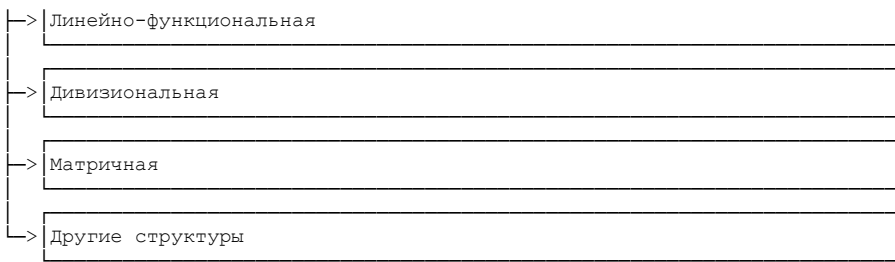 Линейно-функциональная
Дивизиональная
Матричная
Другие структуры